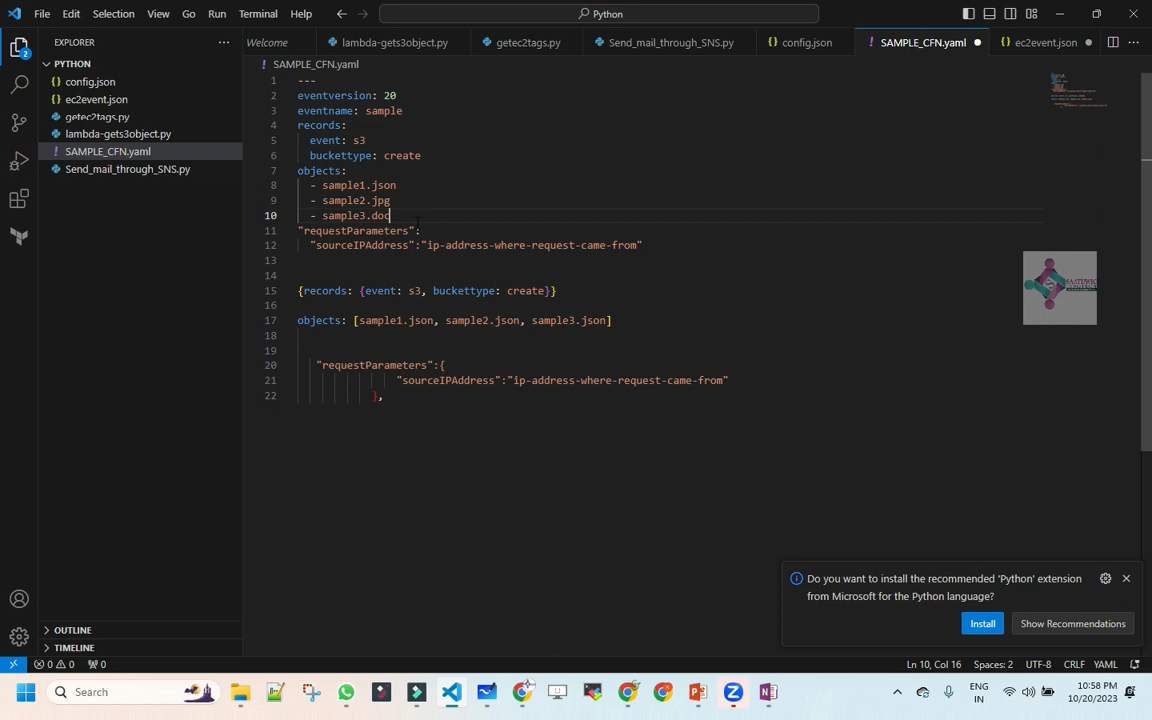 File Edit Selection View Go Run Terminal Help
Python
EXPLORER
PYTHON
config.json
ec2event.json
getec2tags.py
lambda-gets3object.py
SAMPLE_CFN.yaml
Send_mail_through_SNS.py
OUTLINE
TIMELINE
2
Welcome lambda-gets3object.py getec2tags.py Send_mail_through_SNS.py config.json SAMPLE_CFN.yaml ec2event.json
SAMPLE_CFN.yaml
1 ---
2 eventversion: 20
3 eventname: sample
4 records:
5 event: s3
6 buckettype: create
7 objects:
8 - sample1.json
9 - sample2.jpg
10 - sample3.doc
11 "requestParameters":
12 "sourceIPAddress":"ip-address-where-request-came-from"
13
14
15 {records: {event: s3, buckettype: create}}
16
17 objects: [sample1.json, sample2.json, sample3.json]
18
19
20 "requestParameters":{
21 "sourceIPAddress":"ip-address-where-request-came-from"
22 },
Do you want to install the recommended 'Python' extension
from Microsoft for the Python language?
Install Show Recommendations
0 0 0 Ln 10, Col 16 Spaces: 2 UTF-8 CRLF YAML
Search
ENG
IN
10:58 PM
10/20/2023